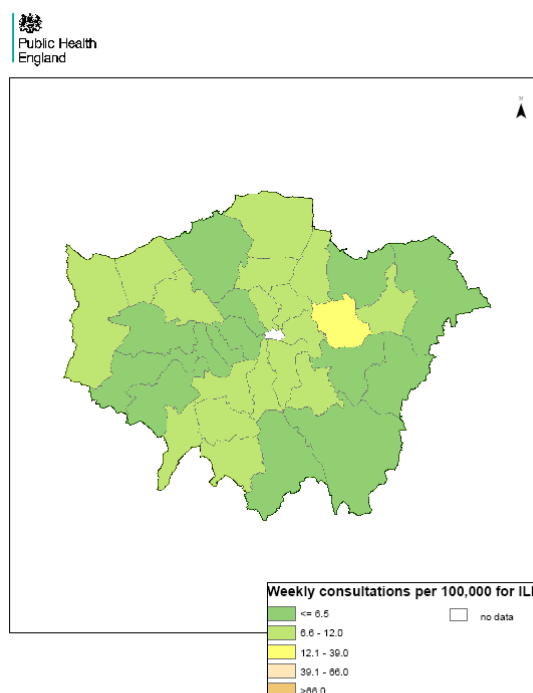 Public Health
England
N
Weekly consultations per 100,000 for ILI
<= 6.5
no data
6.6 - 12.0
12.1 - 39.0
39.1 - 66.0
>66.0